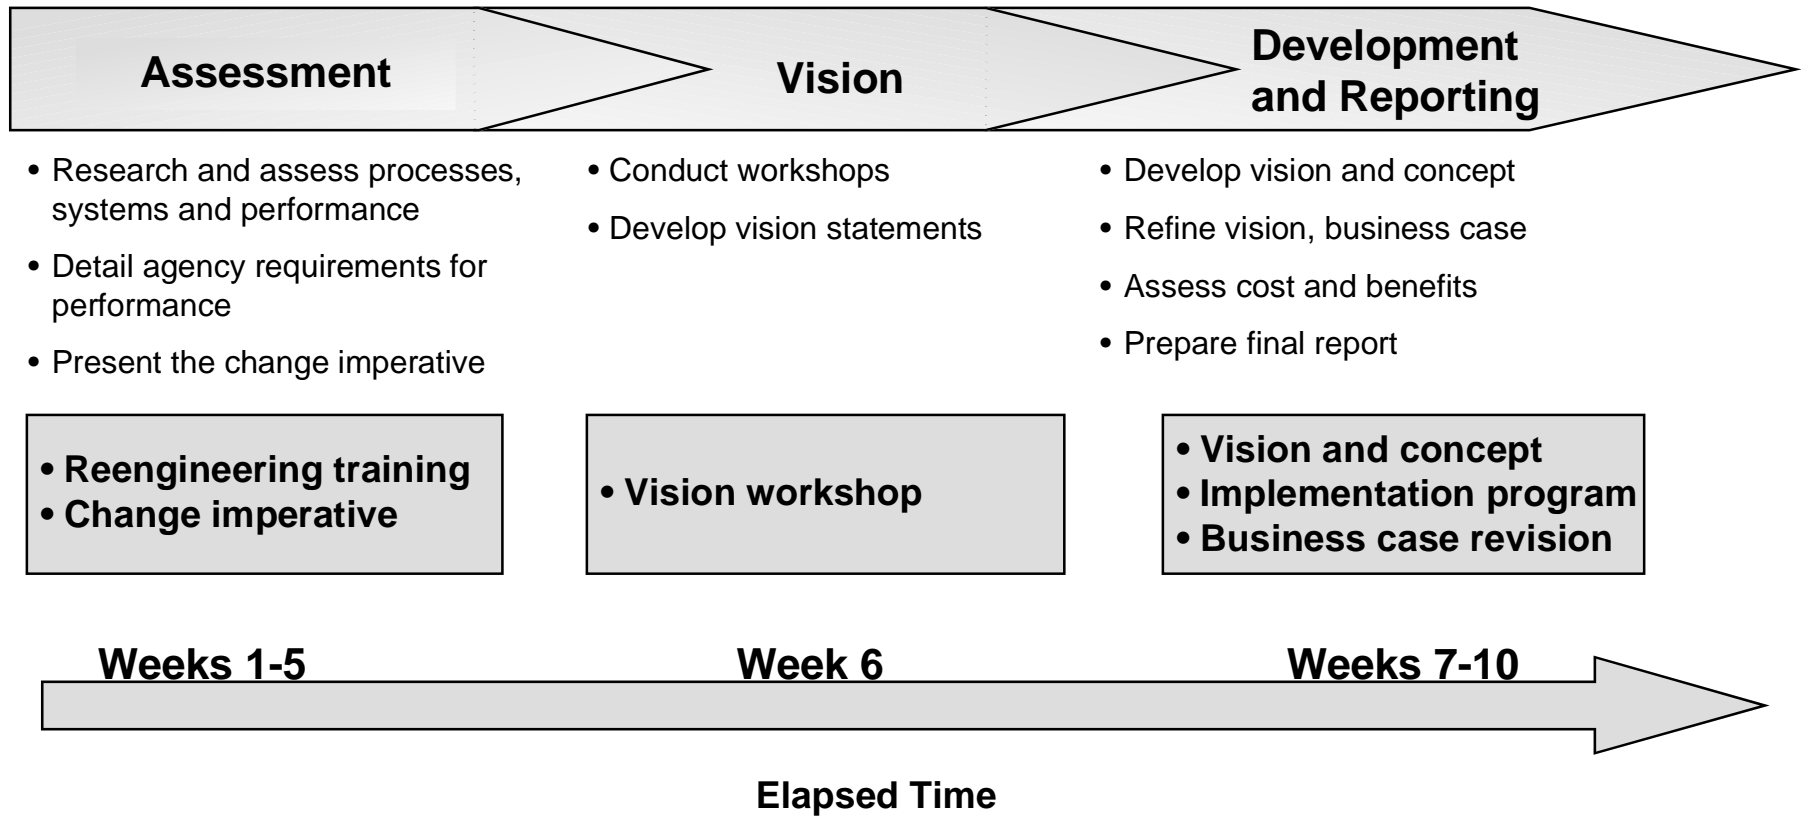 Assessment
Vision
Development
and Reporting
• Research and assess processes,
systems and performance
• Detail agency requirements for
performance
• Present the change imperative
• Conduct workshops
• Develop vision statements
• Develop vision and concept
• Refine vision, business case
• Assess cost and benefits
• Prepare final report
• Reengineering training
• Change imperative
• Vision workshop
• Vision and concept
• Implementation program
• Business case revision
Weeks 1-5
Week 6
Weeks 7-10
Elapsed Time